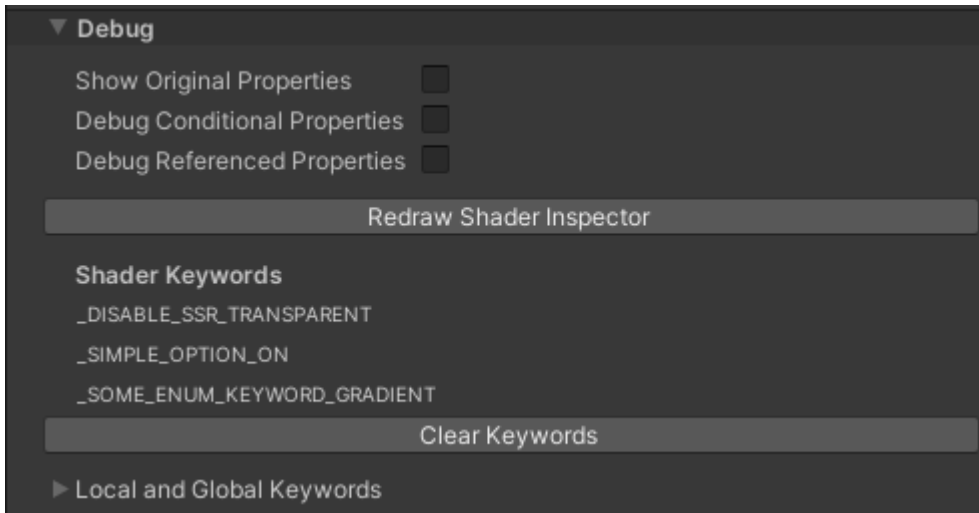 Debug
Show Original Properties
Debug Conditional Properties
Debug Referenced Properties
Redraw Shader Inspector
Shader Keywords
_DISABLE_SSR_TRANSPARENT
_SIMPLE_OPTION_ON
_SOME_ENUM_KEYWORD_GRADIENT
Clear Keywords
Local and Global Keywords